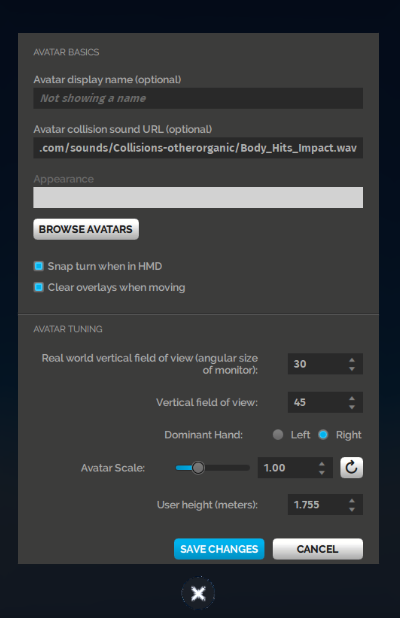 AVATAR BASICS
Avatar display name (optional)
Not showing a name
Avatar collision sound URL (optional)
.com/sounds/Collisions-otherorganic/Body_Hits_Impact.wav
Appearance
BROWSE AVATARS
Snap turn when in HMD
Clear overlays when moving
AVATAR TUNING
Real world vertical field of view (angular size
of monitor):
30
Vertical field of view:
45
Dominant Hand:
Left
Right
Avatar Scale:
1.00
User height (meters):
1.755
SAVE CHANGES
CANCEL